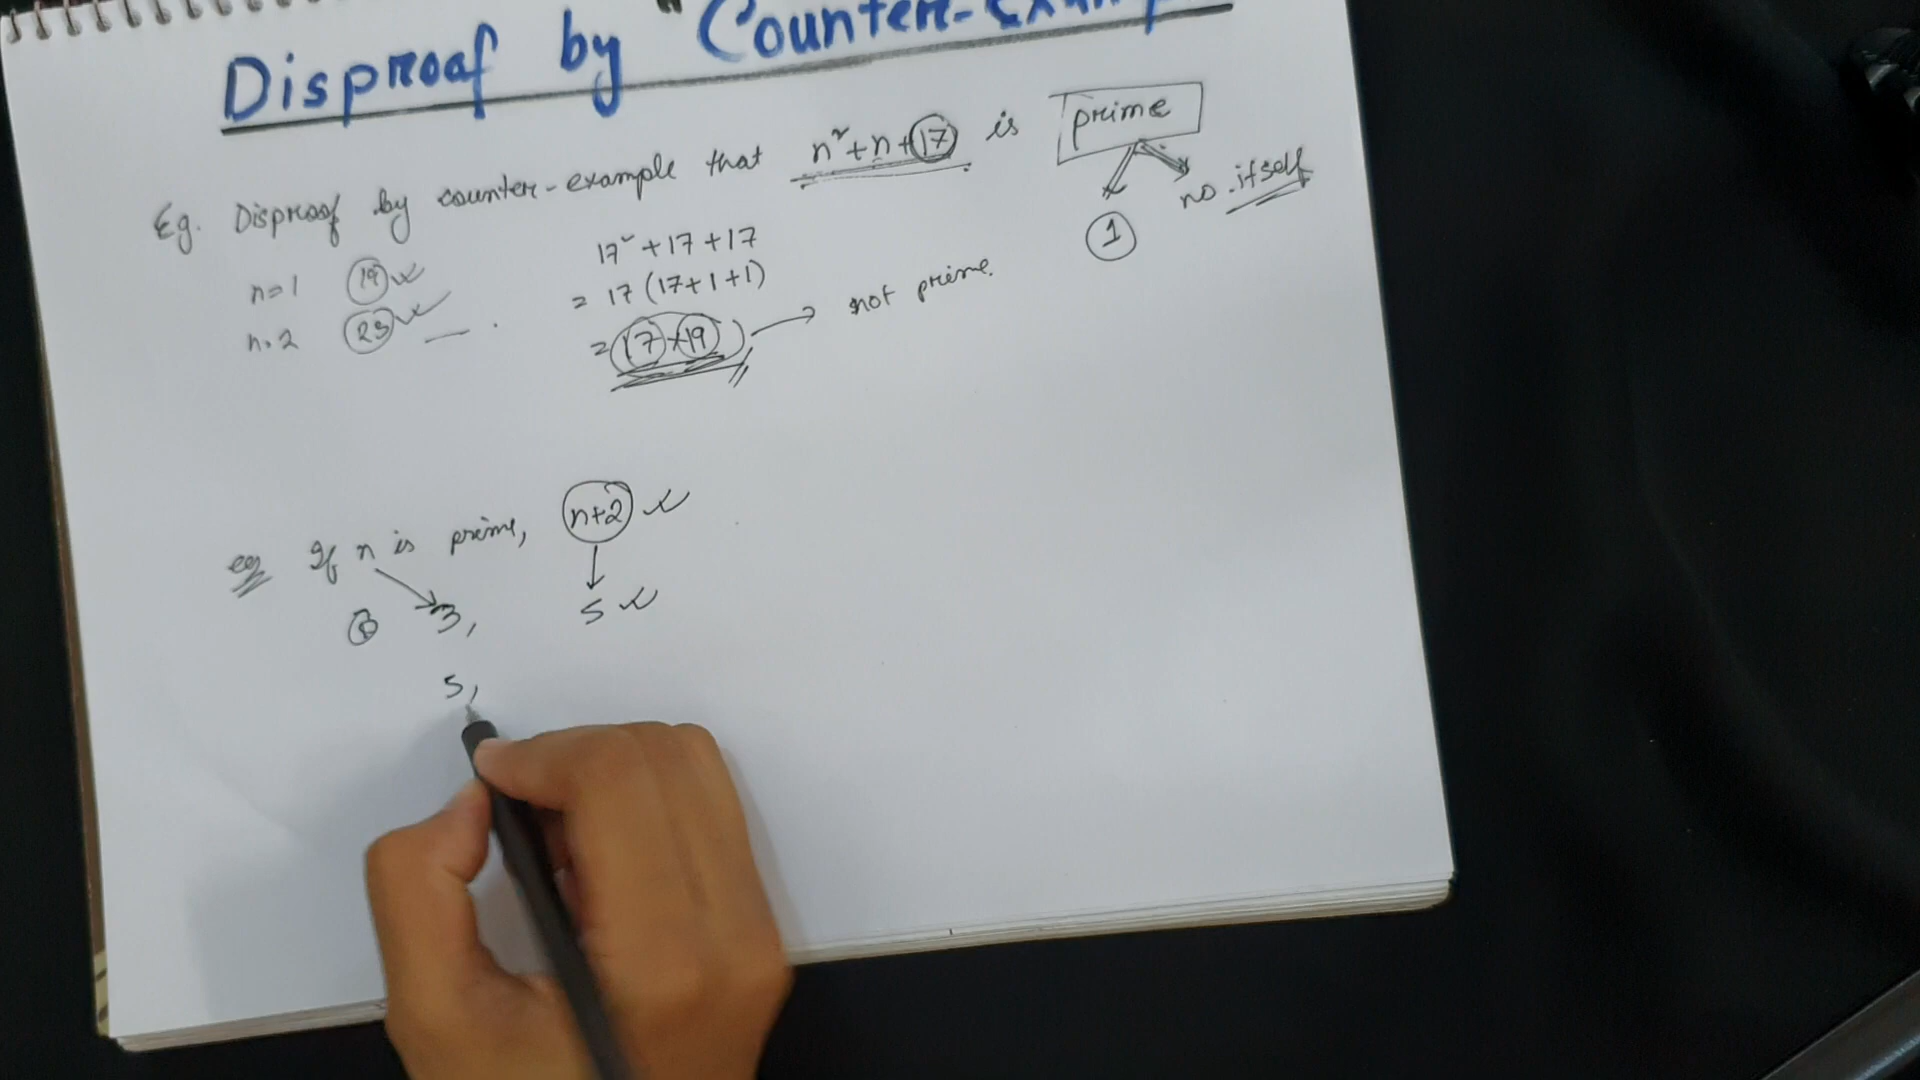 Disproof by "Counter-Exampl
Eg. Disproof by counter-example that n²+n+17 is prime
1 no. itself
n=1 19
n=2 23
17²+17+17
= 17(17+1+1)
= (17×19) → not prime.
eg If n is prime, n+2
3, 5
5,